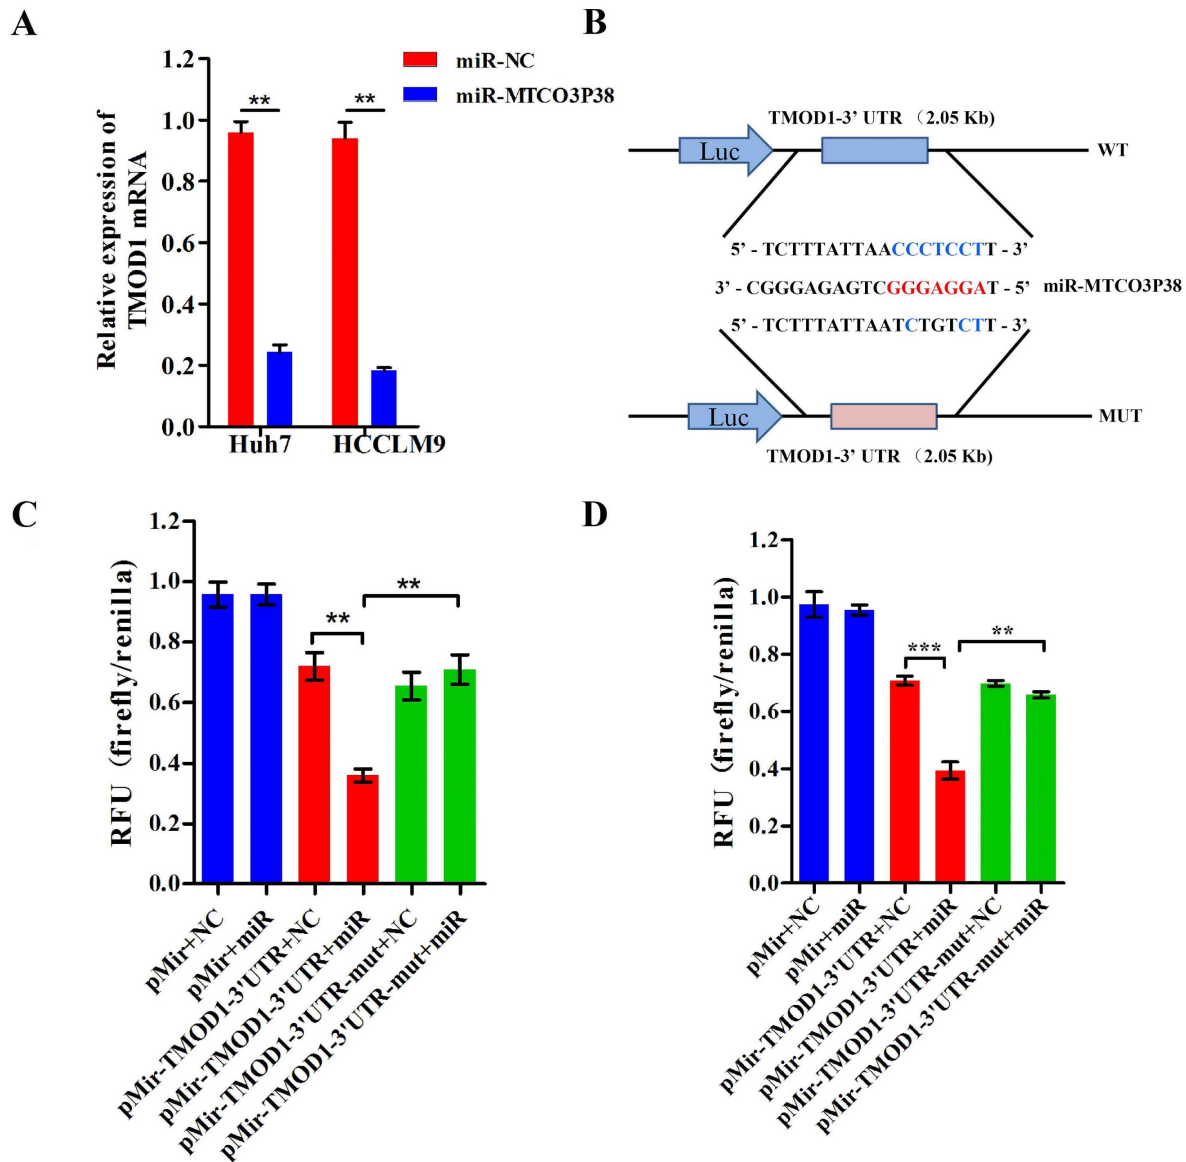 A
Relative expression of
TMOD1 mRNA
1.2
1.0
0.8
0.6
0.4
0.2
0.0
**
**
miR-NC
miR-MTCO3P38
Huh7
HCCLM9
B
TMOD1-3’ UTR （2.05 Kb)
Luc
WT
5’ - TCTTTATTAACCCTCCTT - 3’
3’ - CGGGAGAGTCGGGAGGAT - 5’ miR-MTCO3P38
5’ - TCTTTATTAATCTGTCTT - 3’
Luc
MUT
TMOD1-3’ UTR （2.05 Kb)
C
RFU (firefly/renilla)
1.2
1.0
0.8
0.6
0.4
0.2
0.0
**
**
pMir+NC
pMir+miR
pMir-TMOD1-3'UTR+NC
pMir-TMOD1-3'UTR+miR
pMir-TMOD1-3'UTR-mut+NC
pMir-TMOD1-3'UTR-mut+miR
D
RFU (firefly/renilla)
1.2
1.0
0.8
0.6
0.4
0.2
0.0
***
**
pMir+NC
pMir+miR
pMir-TMOD1-3'UTR+NC
pMir-TMOD1-3'UTR+miR
pMir-TMOD1-3'UTR-mut+NC
pMir-TMOD1-3'UTR-mut+miR